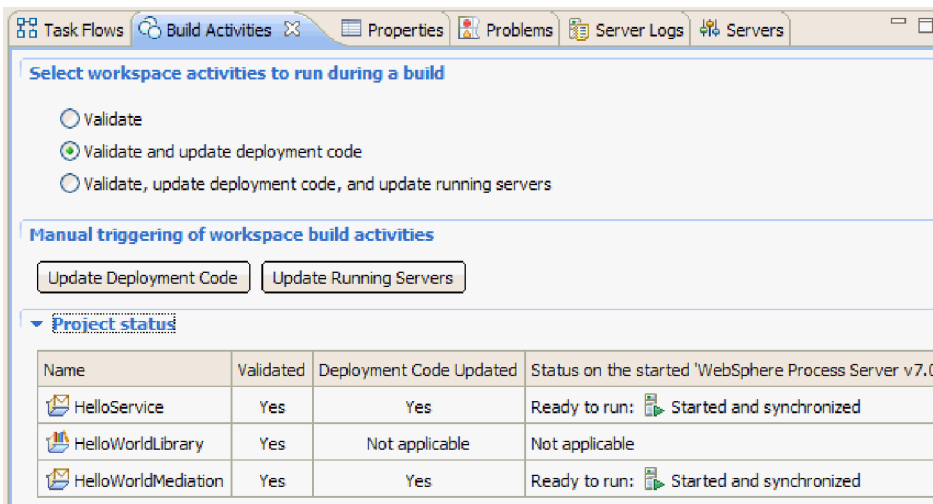 Task Flows Build Activities Properties Problems Server Logs Servers
Select workspace activities to run during a build
Validate
Validate and update deployment code
Validate, update deployment code, and update running servers
Manual triggering of workspace build activities
Update Deployment Code Update Running Servers
Project status
Name Validated Deployment Code Updated Status on the started 'WebSphere Process Server v7.0
HelloService Yes Yes Ready to run: Started and synchronized
HelloWorldLibrary Yes Not applicable Not applicable
HelloWorldMediation Yes Yes Ready to run: Started and synchronized